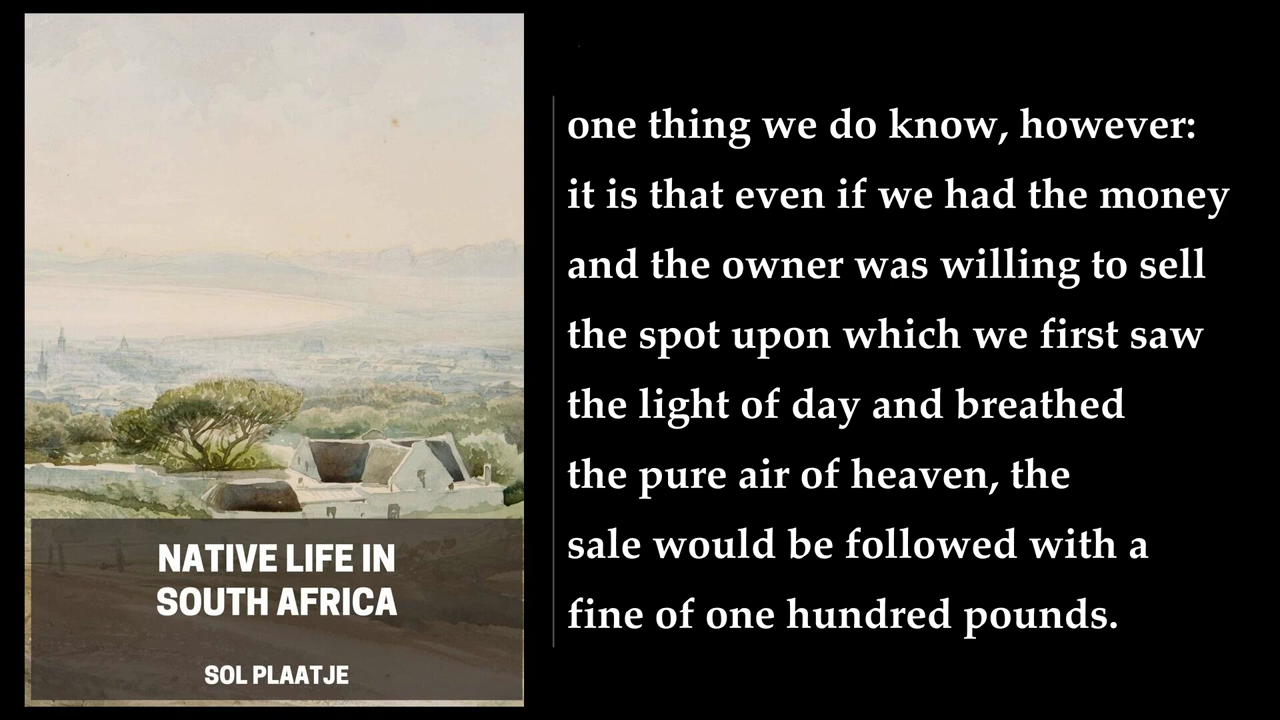 NATIVE LIFE IN
SOUTH AFRICA
SOL PLAATJE
one thing we do know, however:
it is that even if we had the money
and the owner was willing to sell
the spot upon which we first saw
the light of day and breathed
the pure air of heaven, the
sale would be followed with a
fine of one hundred pounds.